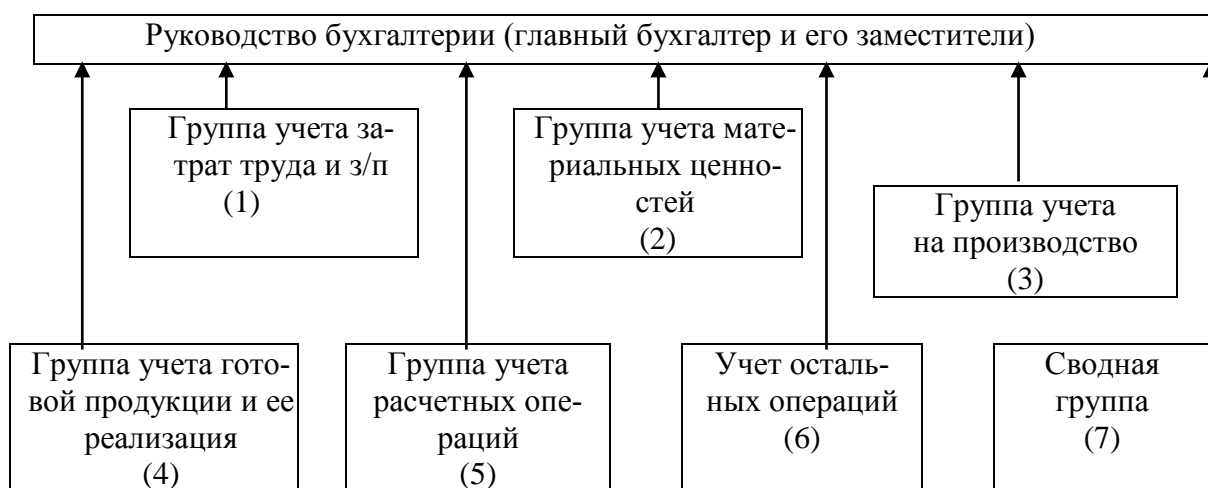 Руководство бухгалтерии (главный бухгалтер и его заместители)
Группа учета за-
трат труда и з/п
(1)
Группа учета мате-
риальных ценно-
стей
(2)
Группа учета
на производство
(3)
Группа учета гото-
вой продукции и ее
реализация
(4)
Группа учета
расчетных опе-
раций
(5)
Учет осталь-
ных операций
(6)
Сводная
группа
(7)